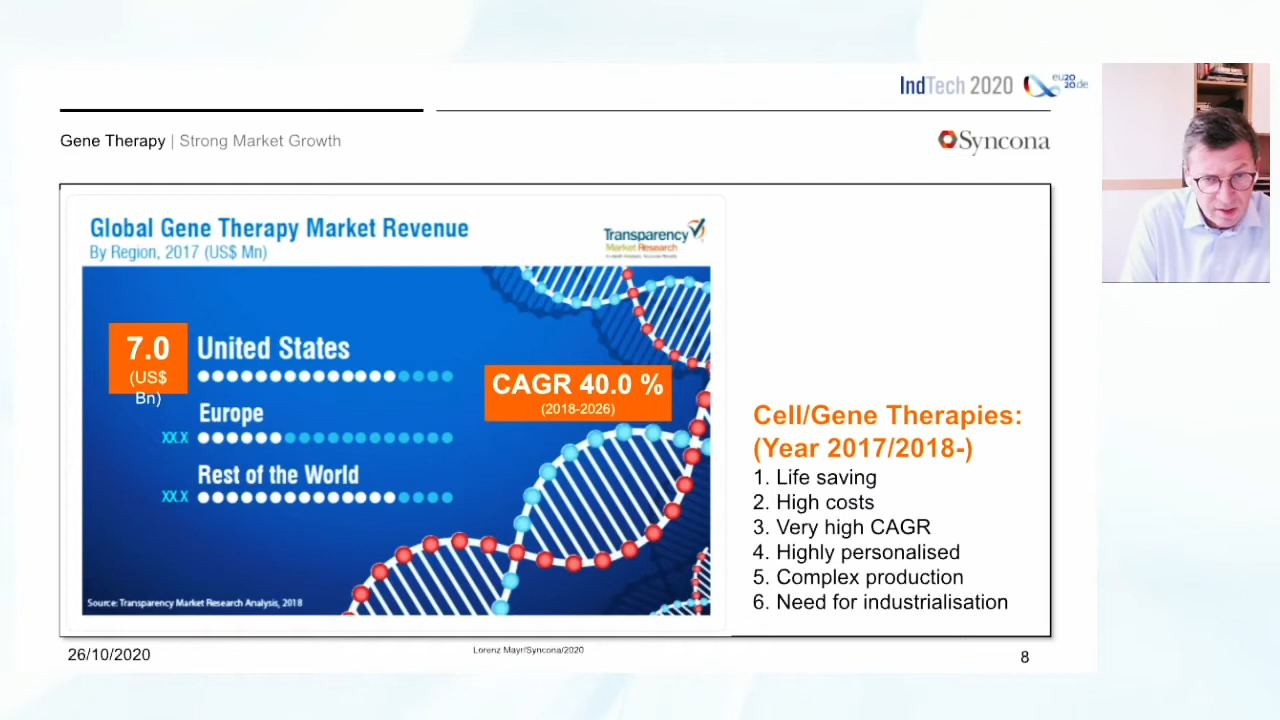 IndTech 2020
eu20
20.de
Gene Therapy | Strong Market Growth
Syncona
Global Gene Therapy Market Revenue
By Region, 2017 (US$ Mn)
Transparency
Market Research
7.0
(US$
Bn)
United States
CAGR 40.0 %
(2018-2026)
Europe
XX.X
Rest of the World
XX.X
Source: Transparency Market Research Analysis, 2018
Cell/Gene Therapies:
(Year 2017/2018-)
1. Life saving
2. High costs
3. Very high CAGR
4. Highly personalised
5. Complex production
6. Need for industrialisation
26/10/2020
Lorenz Mayr/Syncona/2020
8